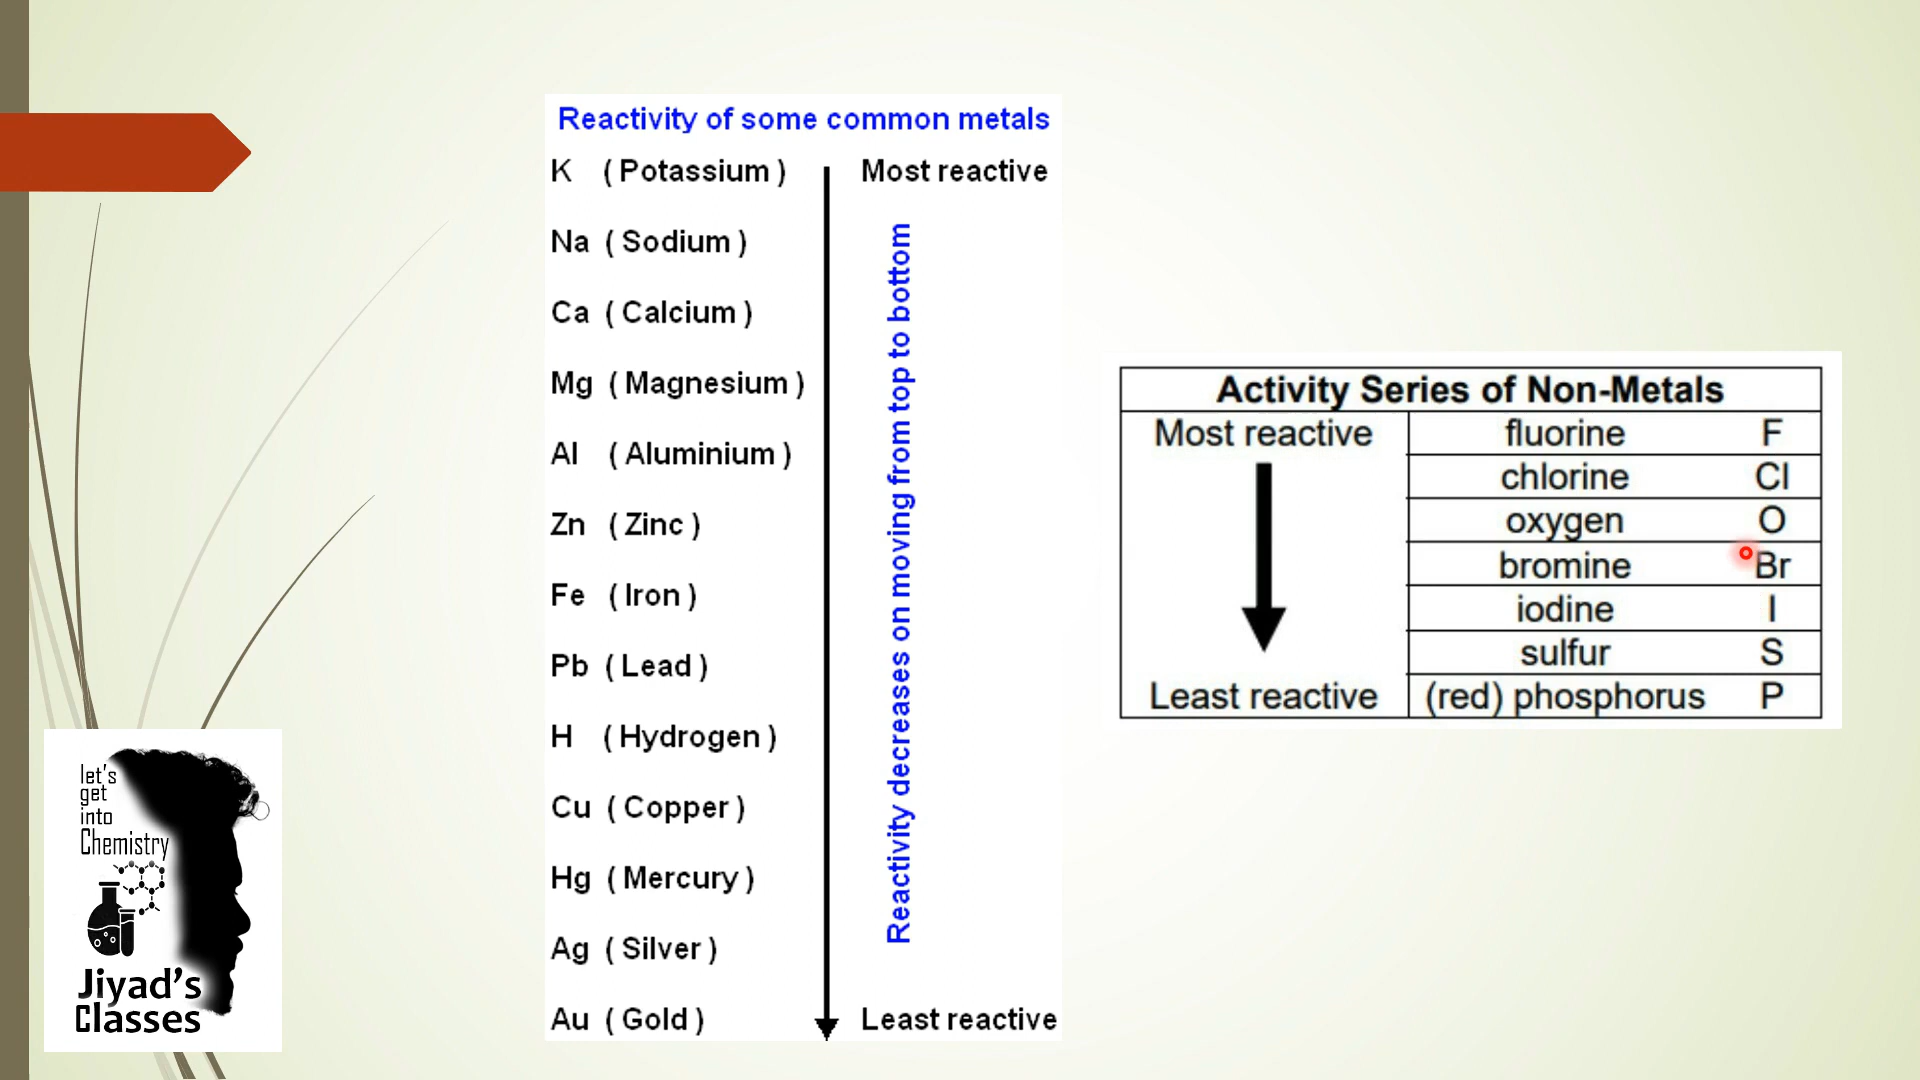 Reactivity of some common metals
K ( Potassium ) Most reactive
Na ( Sodium )
Ca ( Calcium )
Mg ( Magnesium )
Al ( Aluminium )
Zn ( Zinc )
Fe ( Iron )
Pb ( Lead )
H ( Hydrogen )
Cu ( Copper )
Hg ( Mercury )
Ag ( Silver )
Au ( Gold ) Least reactive
Reactivity decreases on moving from top to bottom
Activity Series of Non-Metals
Most reactive fluorine F
chlorine Cl
oxygen O
bromine Br
iodine I
sulfur S
Least reactive (red) phosphorus P
let's
get
into
Chemistry
Jiyad's
Classes